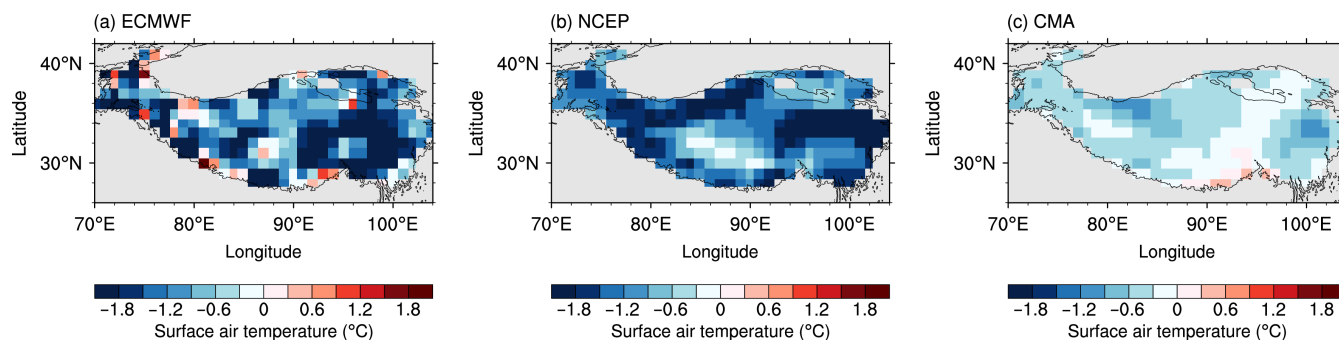 (a) ECMWF
40°N
30°N
Latitude
70°E 80°E 90°E 100°E
Longitude
−1.8 −1.2 −0.6 0 0.6 1.2 1.8
Surface air temperature (°C)
(b) NCEP
40°N
30°N
Latitude
70°E 80°E 90°E 100°E
Longitude
−1.8 −1.2 −0.6 0 0.6 1.2 1.8
Surface air temperature (°C)
(c) CMA
40°N
30°N
Latitude
70°E 80°E 90°E 100°E
Longitude
−1.8 −1.2 −0.6 0 0.6 1.2 1.8
Surface air temperature (°C)